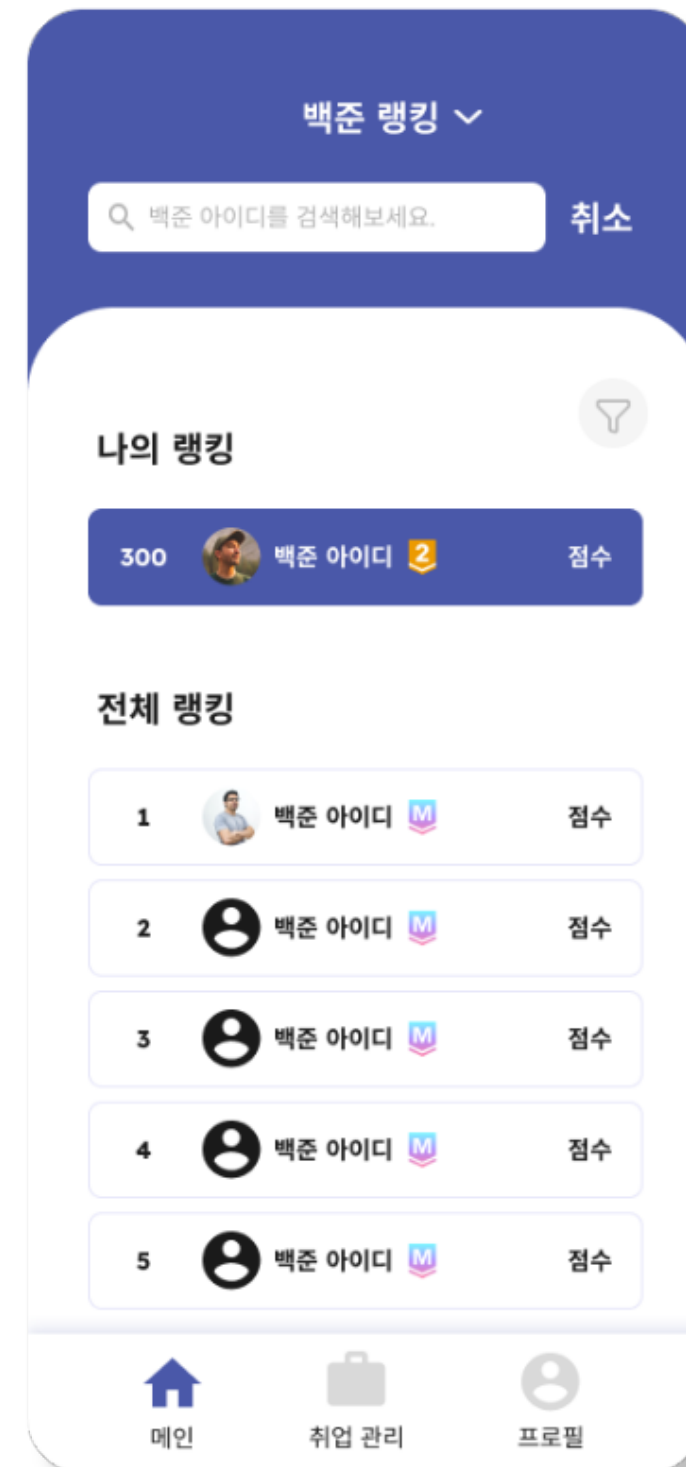 백준 랭킹
백준 아이디를 검색해보세요. 취소
나의 랭킹
300 백준 아이디 2 점수
전체 랭킹
1 백준 아이디 M 점수
2 백준 아이디 M 점수
3 백준 아이디 M 점수
4 백준 아이디 M 점수
5 백준 아이디 M 점수
메인 취업 관리 프로필